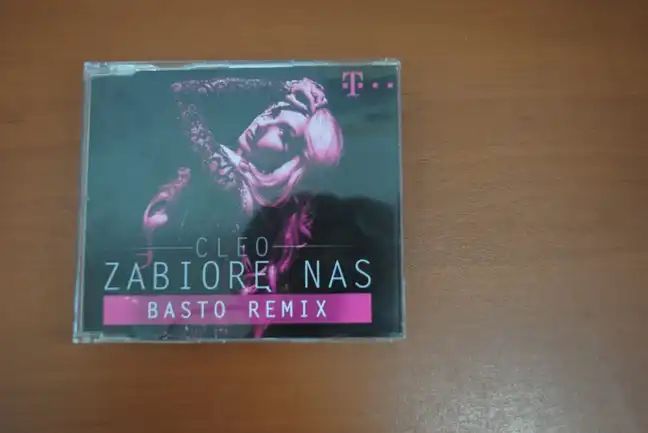 T
CLEO
ZABIORĘ NAS
BASTO REMIX